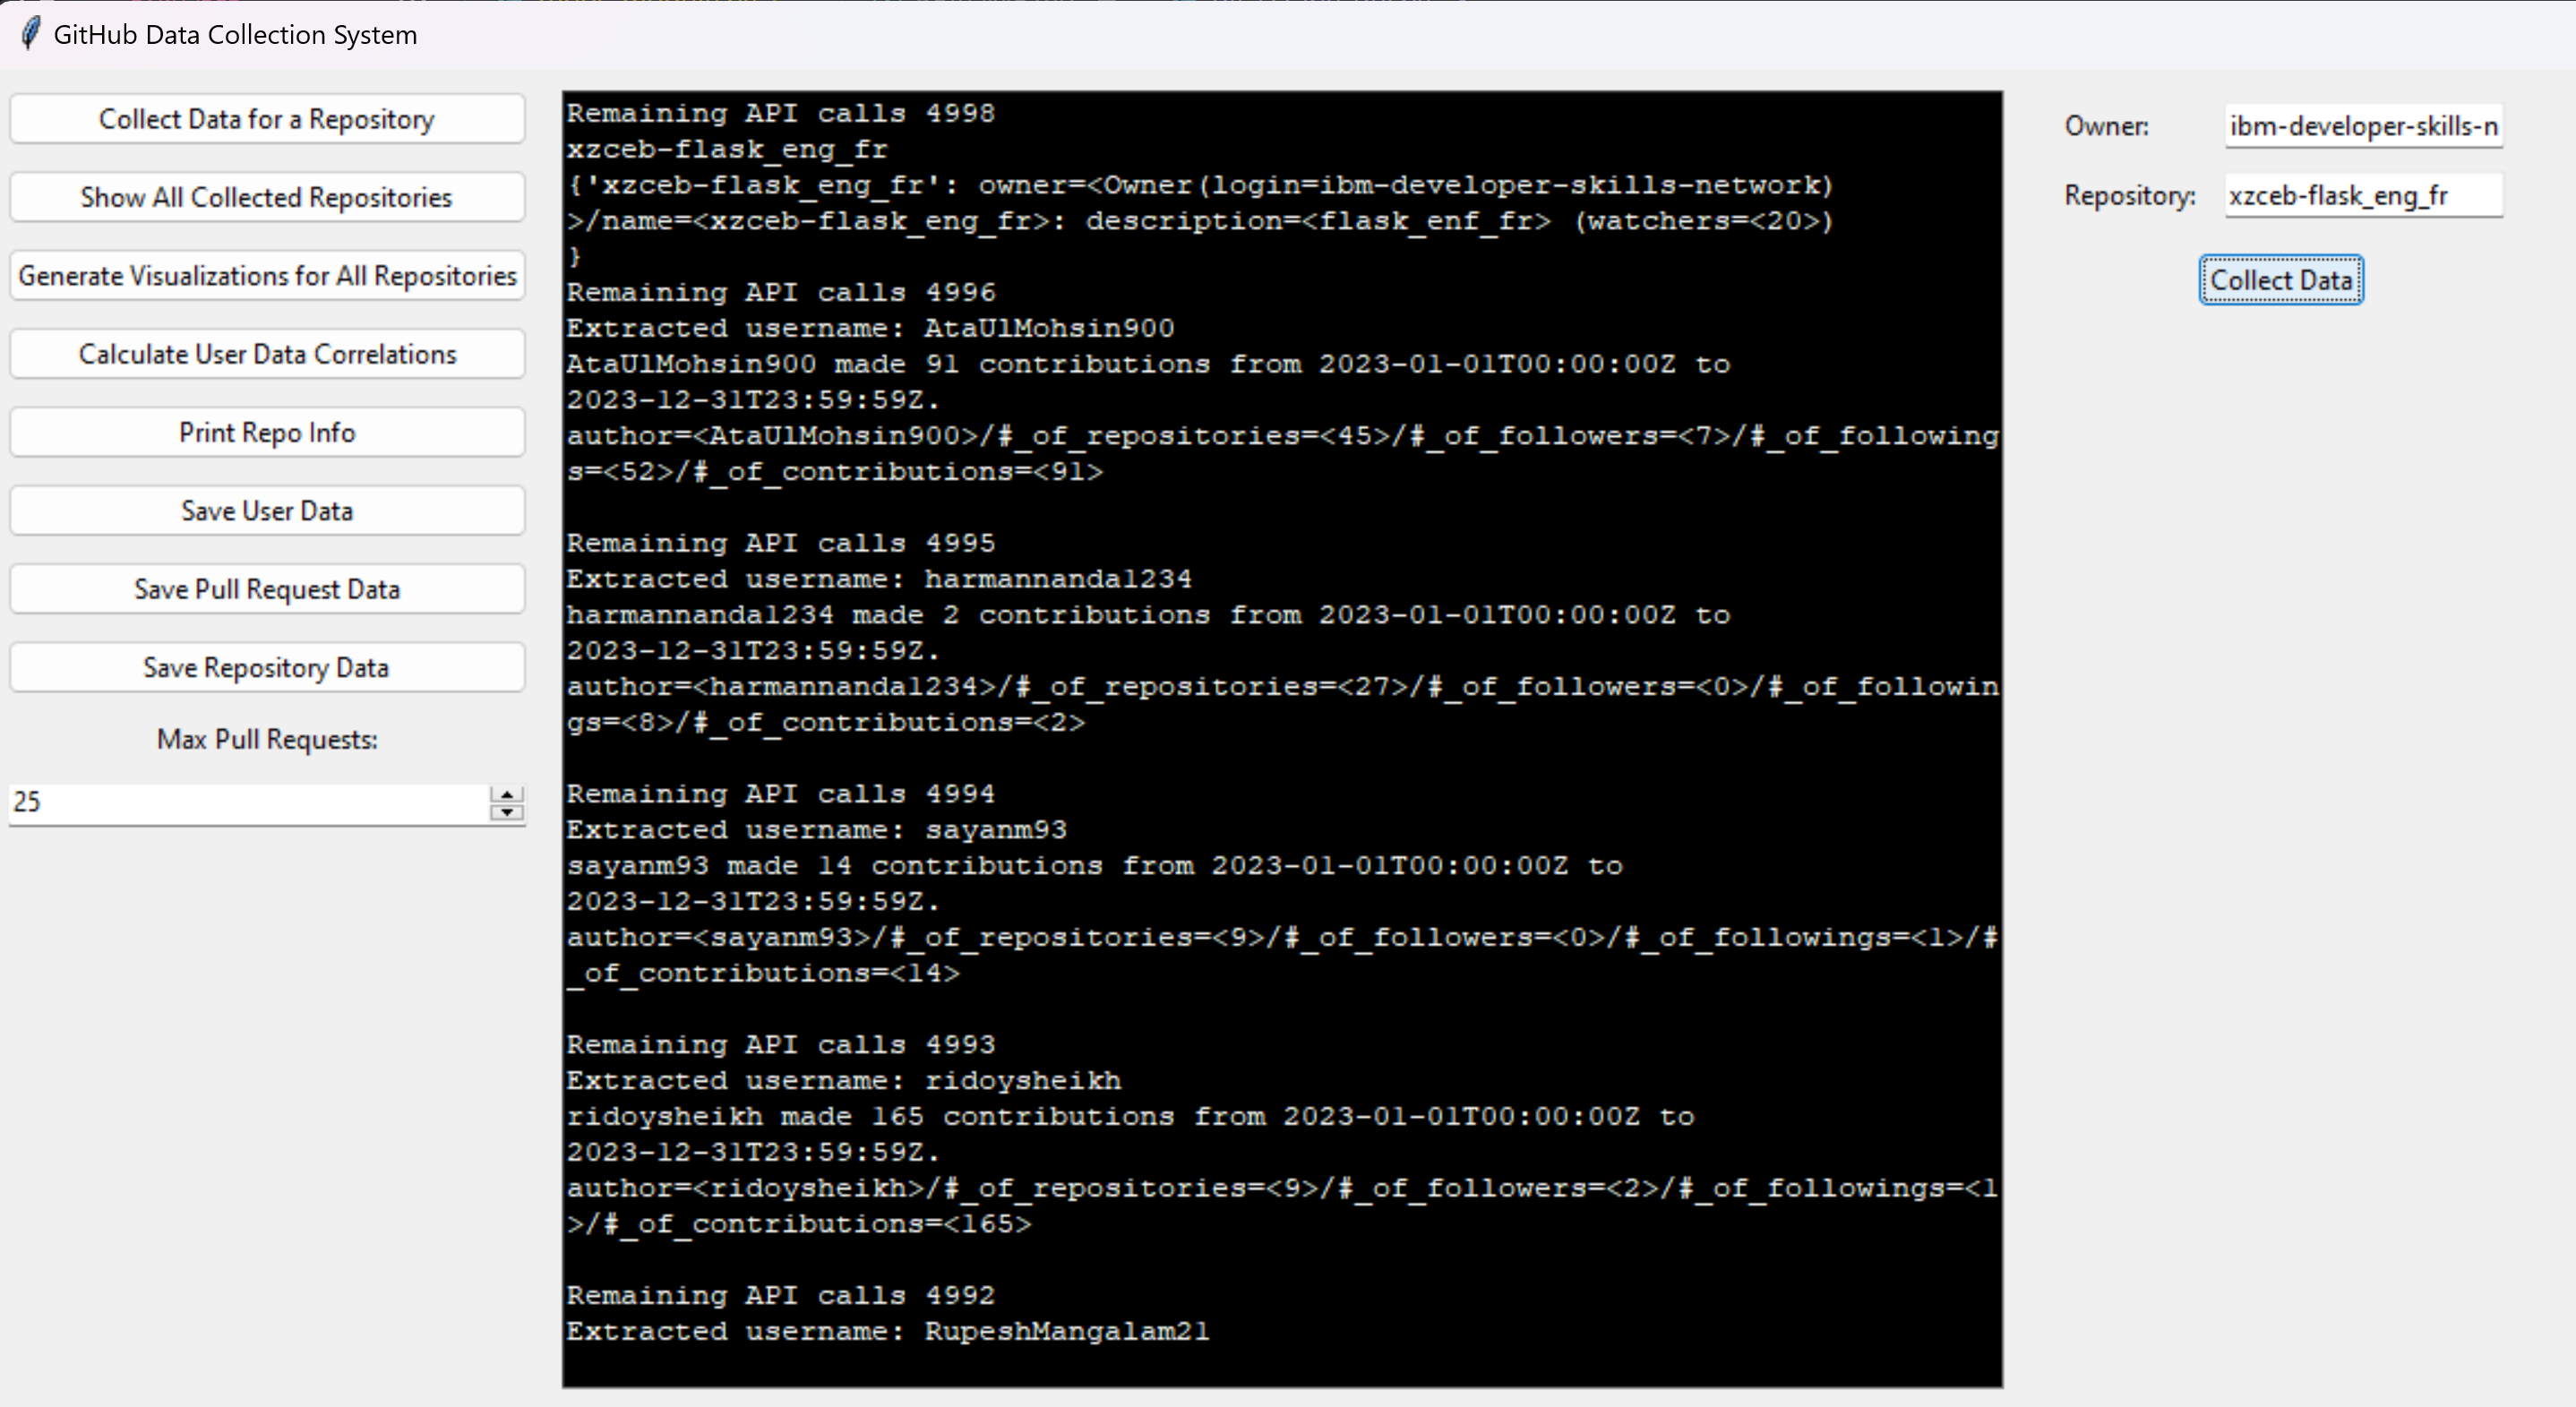 GitHub Data Collection System
Collect Data for a Repository
Show All Collected Repositories
Generate Visualizations for All Repositories
Calculate User Data Correlations
Print Repo Info
Save User Data
Save Pull Request Data
Save Repository Data
Max Pull Requests:
25
Remaining API calls 4998
xzceb-flask_eng_fr
{'xzceb-flask_eng_fr': owner=<Owner(login=ibm-developer-skills-network)
>/name=<xzceb-flask_eng_fr>: description=<flask_enf_fr> (watchers=<20>)
}
Remaining API calls 4996
Extracted username: AtaUlMohsin900
AtaUlMohsin900 made 91 contributions from 2023-01-01T00:00:00Z to
2023-12-31T23:59:59Z.
author=<AtaUlMohsin900>/#_of_repositories=<45>/#_of_followers=<7>/#_of_following
s=<52>/#_of_contributions=<91>
Remaining API calls 4995
Extracted username: harmannanda1234
harmannanda1234 made 2 contributions from 2023-01-01T00:00:00Z to
2023-12-31T23:59:59Z.
author=<harmannanda1234>/#_of_repositories=<27>/#_of_followers=<0>/#_of_followin
gs=<8>/#_of_contributions=<2>
Remaining API calls 4994
Extracted username: sayanm93
sayanm93 made 14 contributions from 2023-01-01T00:00:00Z to
2023-12-31T23:59:59Z.
author=<sayanm93>/#_of_repositories=<9>/#_of_followers=<0>/#_of_followings=<1>/#
_of_contributions=<14>
Remaining API calls 4993
Extracted username: ridoysheikh
ridoysheikh made 165 contributions from 2023-01-01T00:00:00Z to
2023-12-31T23:59:59Z.
author=<ridoysheikh>/#_of_repositories=<9>/#_of_followers=<2>/#_of_followings=<1
>/#_of_contributions=<165>
Remaining API calls 4992
Extracted username: RupeshMangalam21
Owner: ibm-developer-skills-n
Repository: xzceb-flask_eng_fr
Collect Data